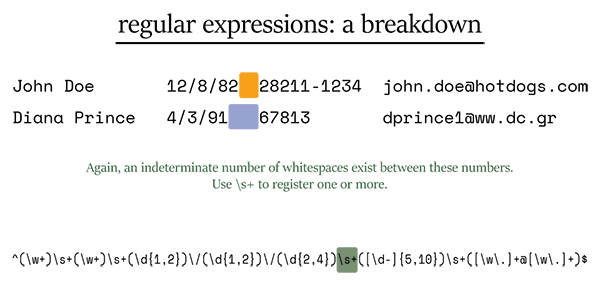 regular expressions: a breakdown
John Doe 12/8/82 28211-1234 john.doe@hotdogs.com
Diana Prince 4/3/91 67813 dprince1@ww.dc.gr
Again, an indeterminate number of whitespaces exist between these numbers.
Use \s+ to register one or more.
^(\w+)\s+(\w+)\s+(\d{1,2})\/(\d{1,2})\/(\d{2,4})\s+([\d-]{5,10})\s+([\w\.]+@[\w\.]+)$